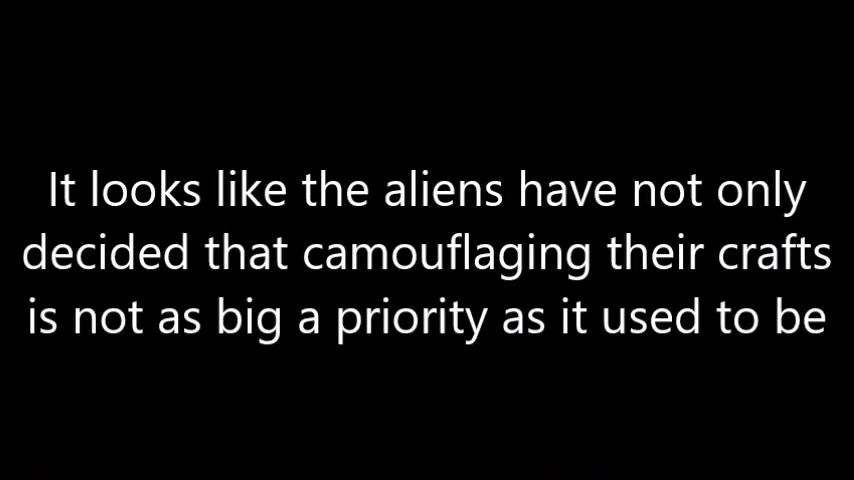 It looks like the aliens have not only
decided that camouflaging their crafts
is not as big a priority as it used to be